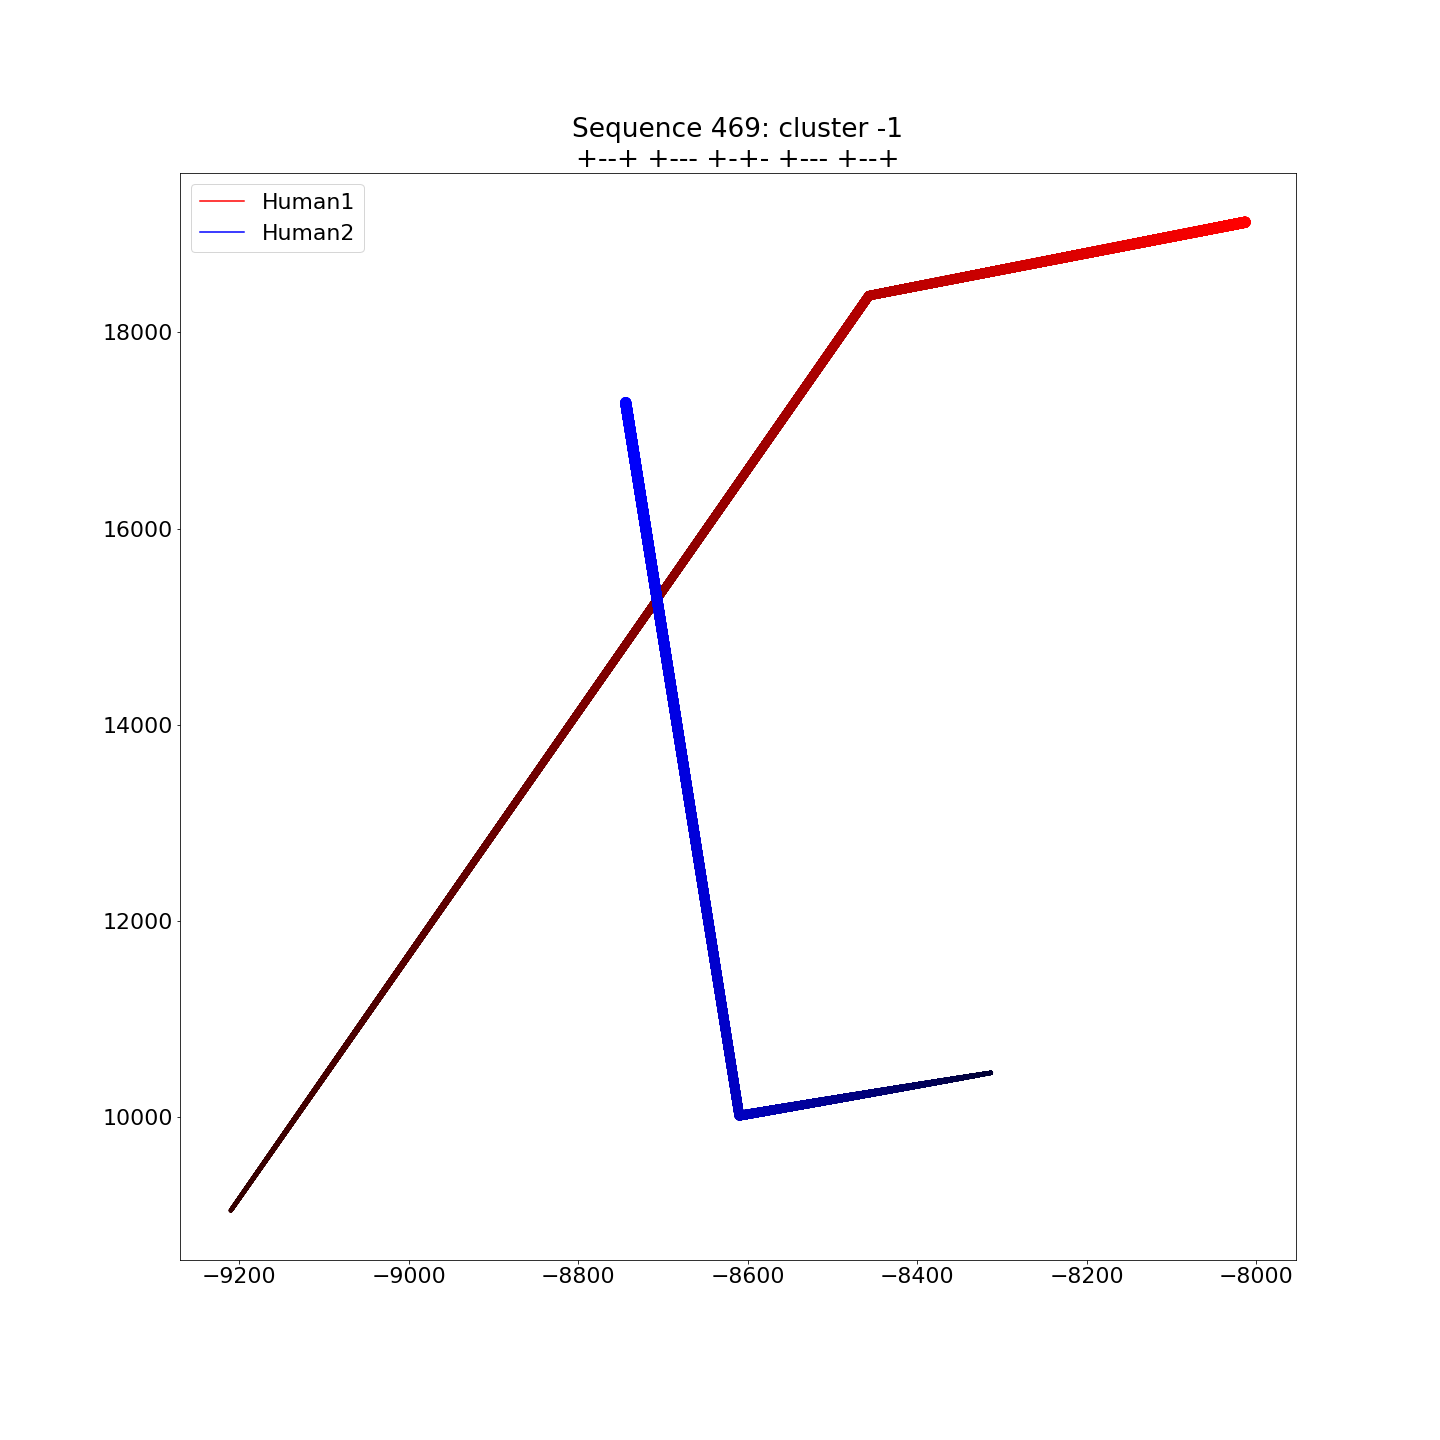 Sequence 469: cluster -1
+--+ +--- +-+- +--- +--+
Human1
Human2
18000
16000
14000
12000
10000
−9200 −9000 −8800 −8600 −8400 −8200 −8000